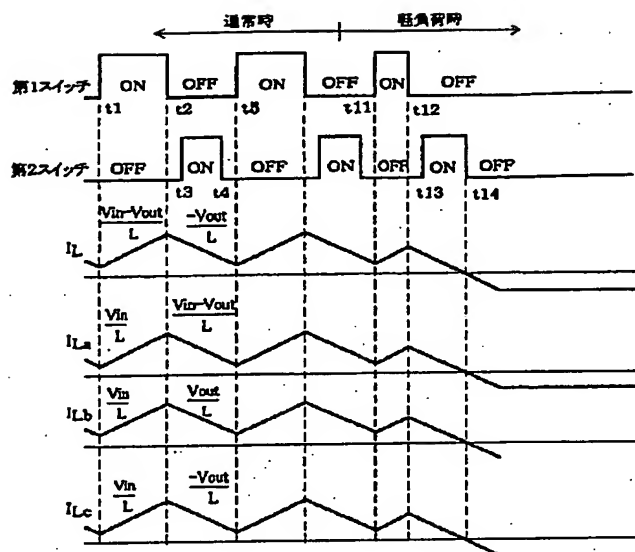 通常時 軽負荷時
第1スイッチ ON OFF ON OFF ON OFF
t1 t2 t5 t11 t12
第2スイッチ OFF ON OFF ON OFF ON OFF
t3 t4 t13 t14
IL Vin-Vout/L -Vout/L
ILa Vin/L Vin-Vout/L
ILb Vin/L Vout/L
ILc Vin/L -Vout/L